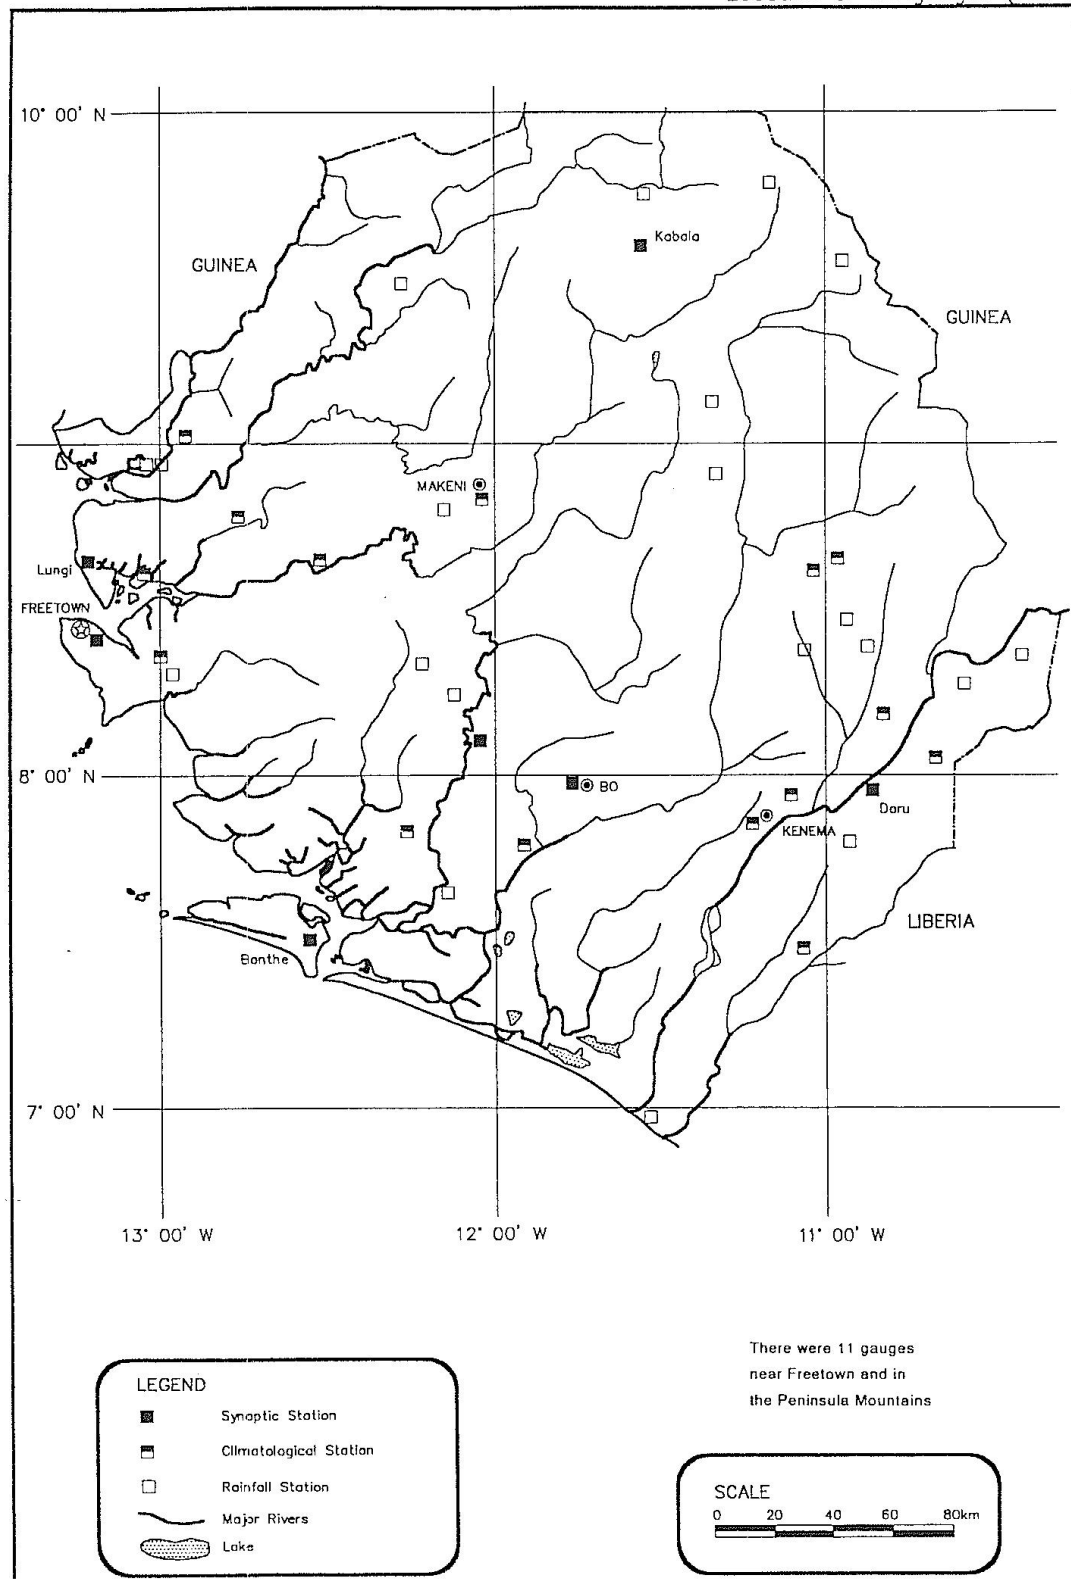 10° 00' N
Kabala
GUINEA
GUINEA
MAKENI
Lungi
FREETOWN
8° 00' N
BO
Daru
KENEMA
LIBERIA
Bonthe
7° 00' N
13° 00' W
12° 00' W
11° 00' W
There were 11 gauges
near Freetown and in
the Peninsula Mountains
LEGEND
Synoptic Station
Climatological Station
Rainfall Station
Major Rivers
Lake
SCALE
0 20 40 60 80km